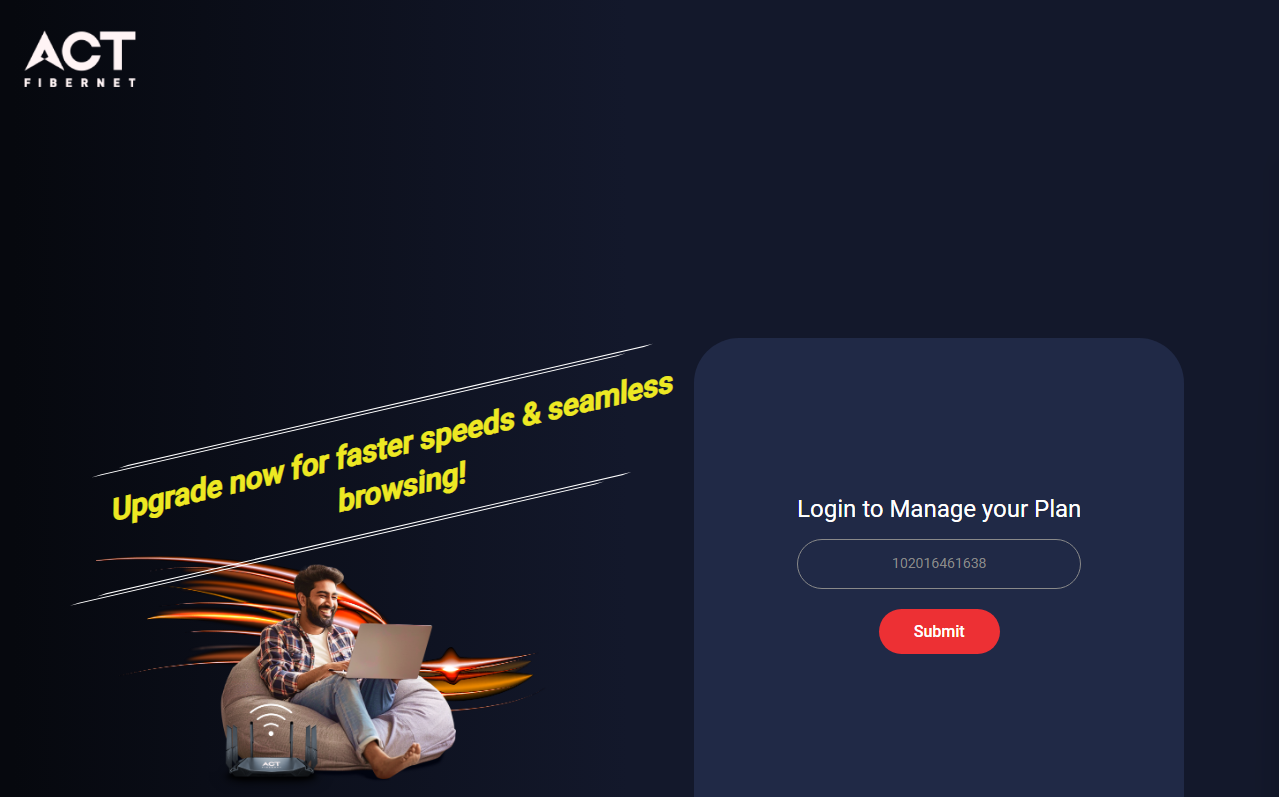 ACT
FIBERNET
Upgrade now for faster speeds & seamless
browsing!
Login to Manage your Plan
102016461638
Submit
ACT